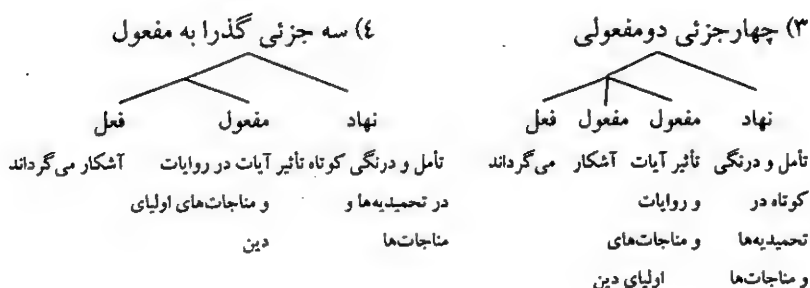 ۳) چهارجزئی دومفعولی
نهاد مفعول مفعول فعل
تأمل و درنگی تأثیر آیات آشکار می‌گرداند
کوتاه در و روایات
تحمیدیه‌ها و مناجات‌های
و مناجات‌ها اولیای دین
۴) سه جزئی گذرا به مفعول
نهاد مفعول فعل
تأمل و درنگی کوتاه تأثیر آیات در روایات آشکار می‌گرداند
در تحمیدیه‌ها و و مناجات‌های اولیای
مناجات‌ها دین